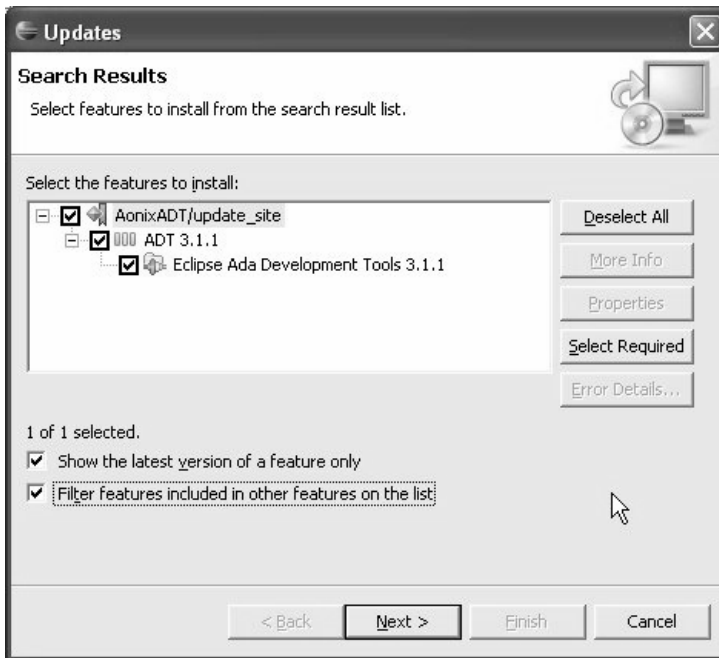 Updates
Search Results
Select features to install from the search result list.
Select the features to install:
AonixADT/update_site
ADT 3.1.1
Eclipse Ada Development Tools 3.1.1
Deselect All
More Info
Properties
Select Required
Error Details...
1 of 1 selected.
Show the latest version of a feature only
Filter features included in other features on the list
< Back
Next >
Finish
Cancel